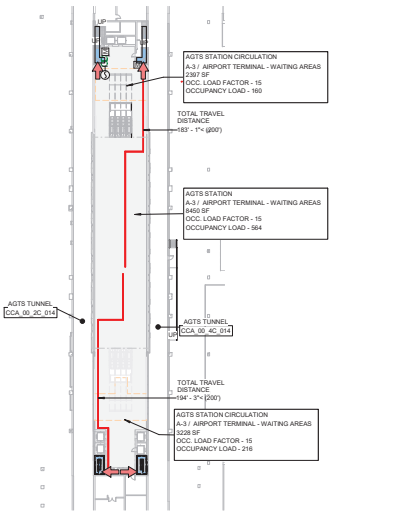 UP
UP
UP
AGTS STATION CIRCULATION
A-3 / AIRPORT TERMINAL - WAITING AREAS
2397 SF
OCC. LOAD FACTOR - 15
OCCUPANCY LOAD - 160
TOTAL TRAVEL
DISTANCE
183' - 1"< (200')
AGTS STATION
A-3 / AIRPORT TERMINAL - WAITING AREAS
8450 SF
OCC. LOAD FACTOR - 15
OCCUPANCY LOAD - 564
AGTS TUNNEL
CCA_00_2C_014
AGTS TUNNEL
CCA_00_4C_014
UP
TOTAL TRAVEL
DISTANCE
194' - 3"< (200')
AGTS STATION CIRCULATION
A-3 / AIRPORT TERMINAL - WAITING AREAS
3228 SF
OCC. LOAD FACTOR - 15
OCCUPANCY LOAD - 216